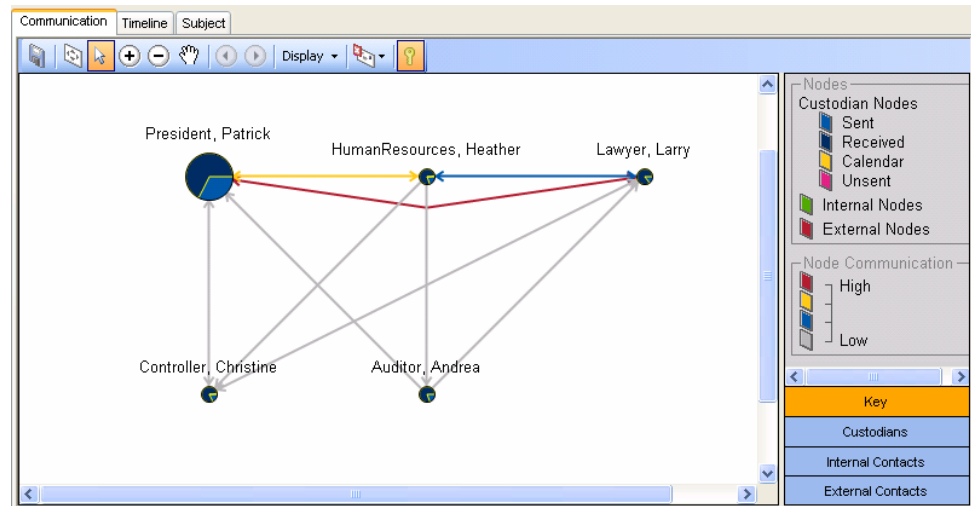 Communication
Timeline
Subject
Display
President, Patrick
HumanResources, Heather
Lawyer, Larry
Controller, Christine
Auditor, Andrea
Nodes
Custodian Nodes
Sent
Received
Calendar
Unsent
Internal Nodes
External Nodes
Node Communication
High
Low
Key
Custodians
Internal Contacts
External Contacts